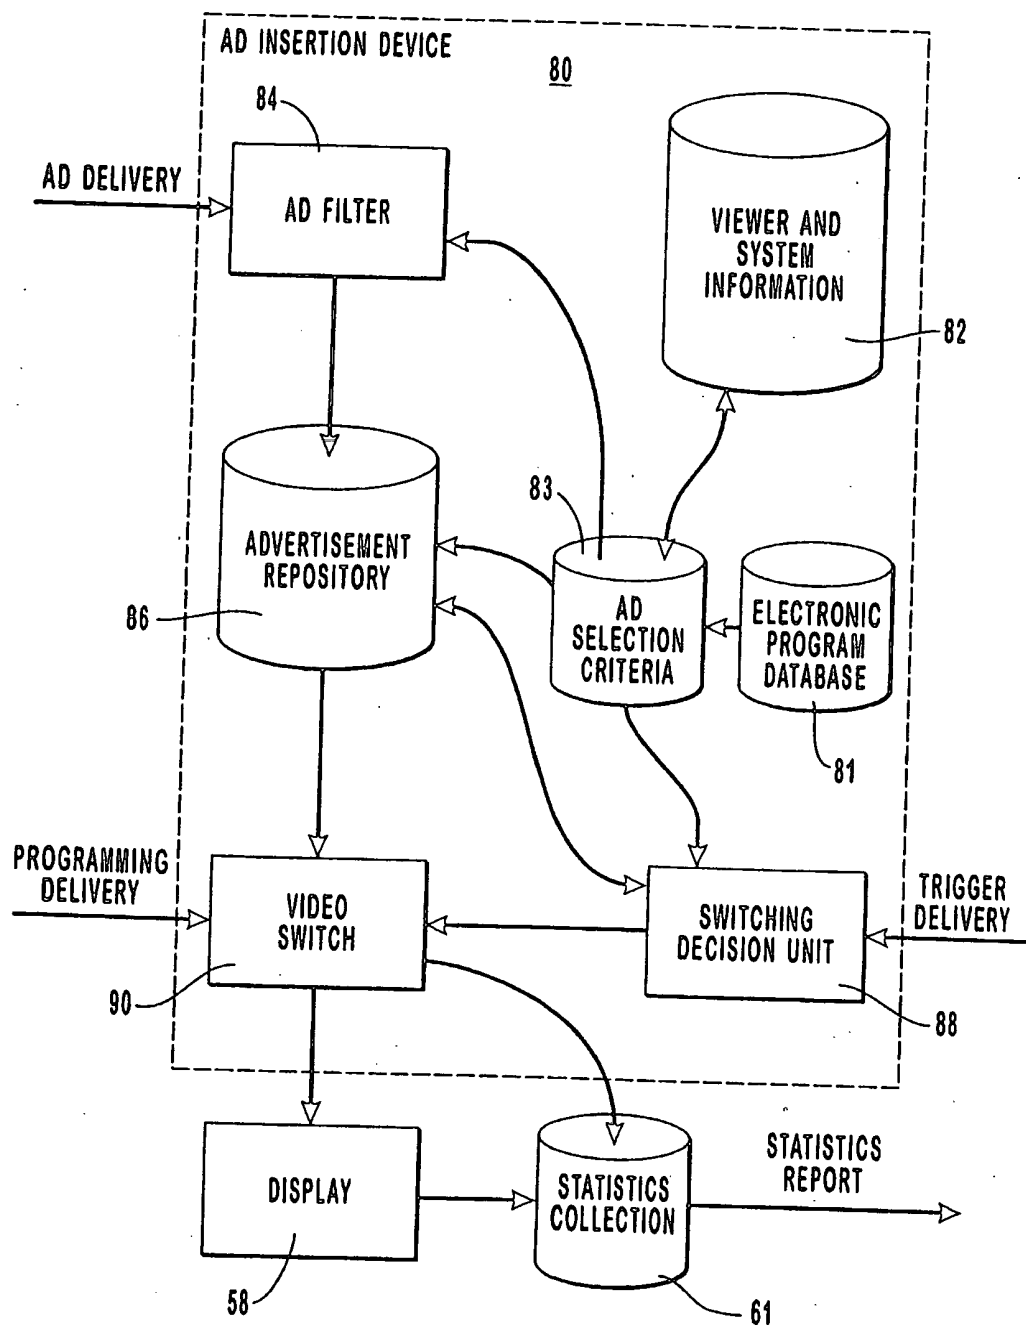 AD INSERTION DEVICE
80
84
AD DELIVERY
AD FILTER
VIEWER AND
SYSTEM
INFORMATION
82
83
ADVERTISEMENT
REPOSITORY
86
AD
SELECTION
CRITERIA
ELECTRONIC
PROGRAM
DATABASE
81
PROGRAMMING
DELIVERY
VIDEO
SWITCH
90
SWITCHING
DECISION UNIT
88
TRIGGER
DELIVERY
DISPLAY
58
STATISTICS
COLLECTION
61
STATISTICS
REPORT